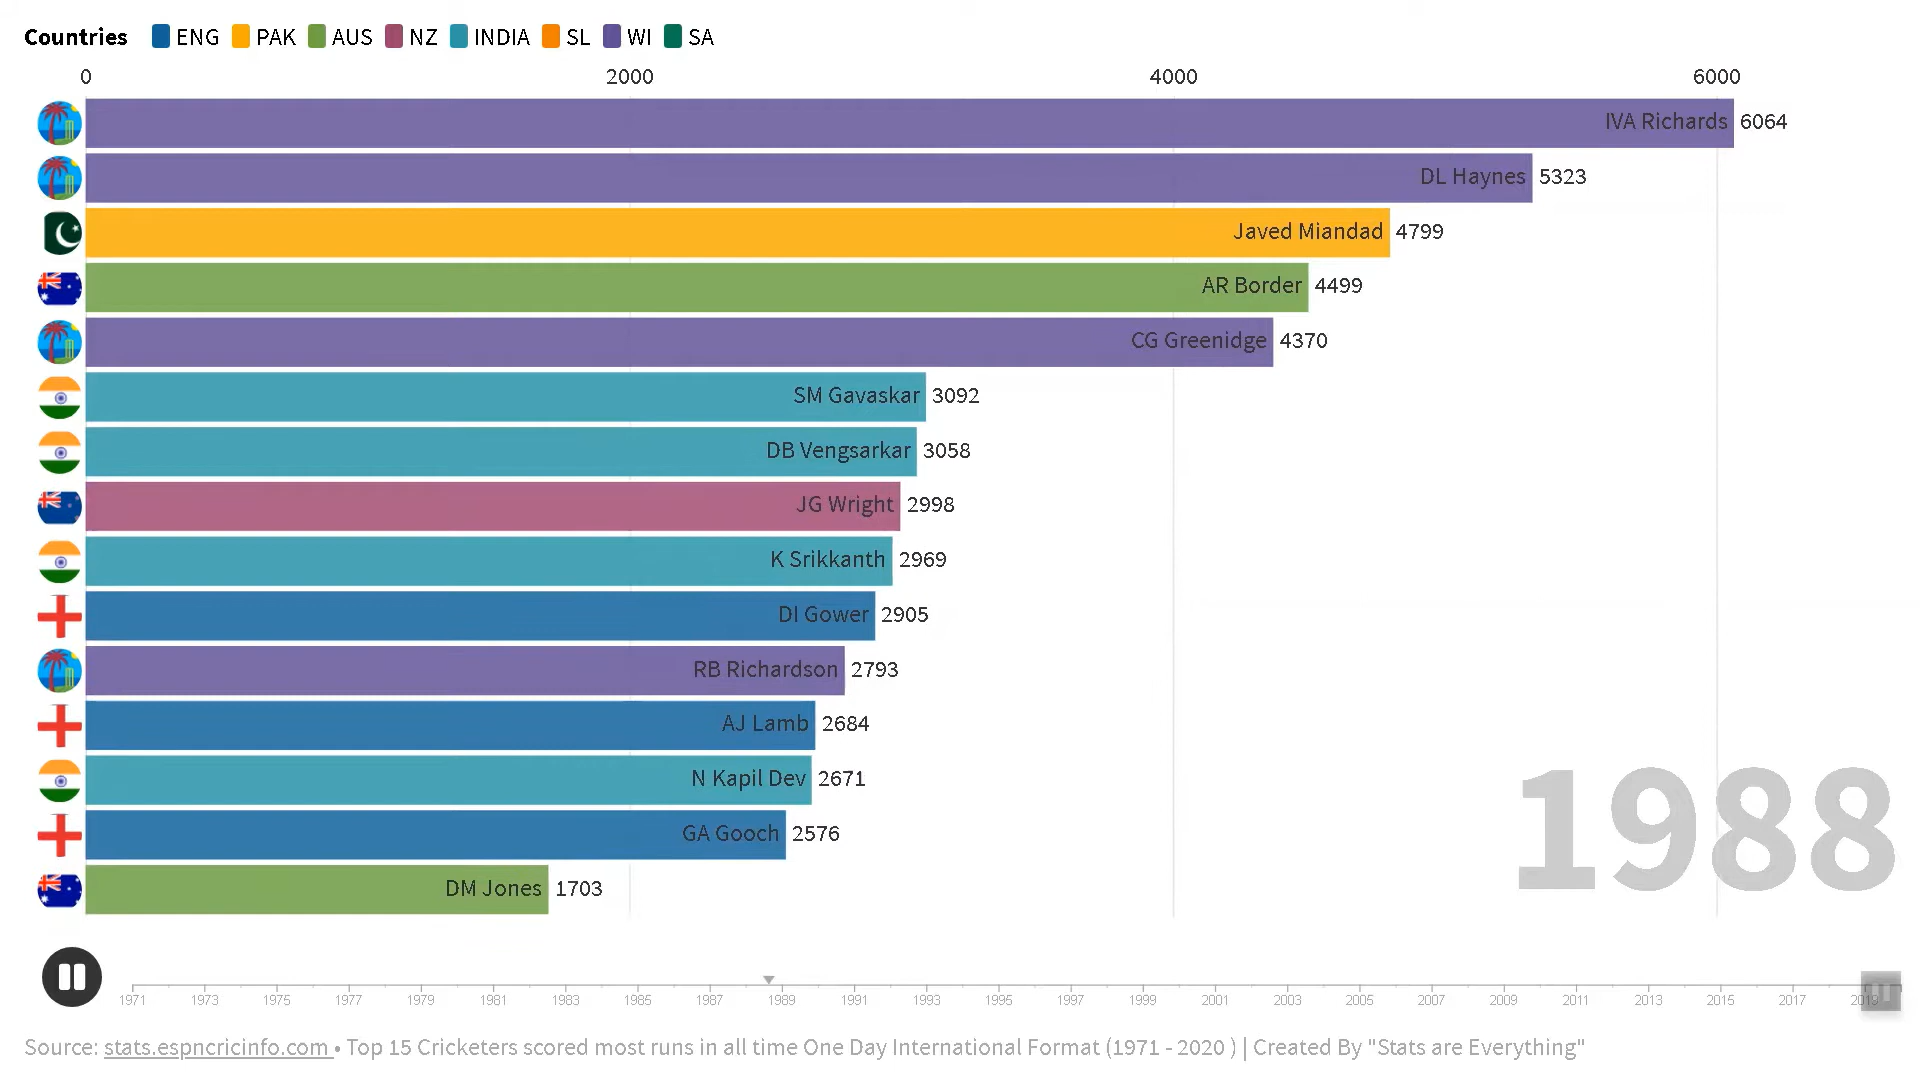 Countries ENG PAK AUS NZ INDIA SL WI SA
0 2000 4000 6000
IVA Richards 6064
DL Haynes 5323
Javed Miandad 4799
AR Border 4499
CG Greenidge 4370
SM Gavaskar 3092
DB Vengsarkar 3058
JG Wright 2998
K Srikkanth 2969
DI Gower 2905
RB Richardson 2793
AJ Lamb 2684
N Kapil Dev 2671
GA Gooch 2576
DM Jones 1703
1988
1971 1973 1975 1977 1979 1981 1983 1985 1987 1989 1991 1993 1995 1997 1999 2001 2003 2005 2007 2009 2011 2013 2015 2017 2019
Source: stats.espncricinfo.com • Top 15 Cricketers scored most runs in all time One Day International Format (1971 - 2020 ) | Created By "Stats are Everything"